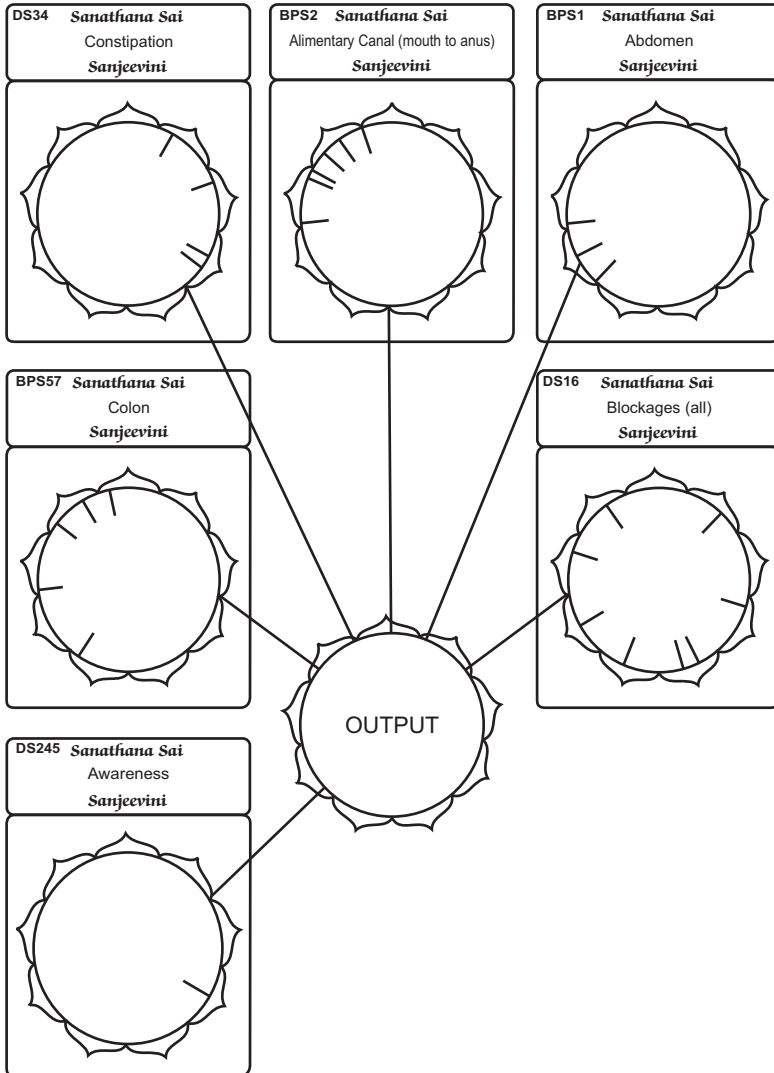 DS34 Sanathana Sai
Constipation
Sanjeevini
BPS2 Sanathana Sai
Alimentary Canal (mouth to anus)
Sanjeevini
BPS1 Sanathana Sai
Abdomen
Sanjeevini
BPS57 Sanathana Sai
Colon
Sanjeevini
DS16 Sanathana Sai
Blockages (all)
Sanjeevini
OUTPUT
DS245 Sanathana Sai
Awareness
Sanjeevini